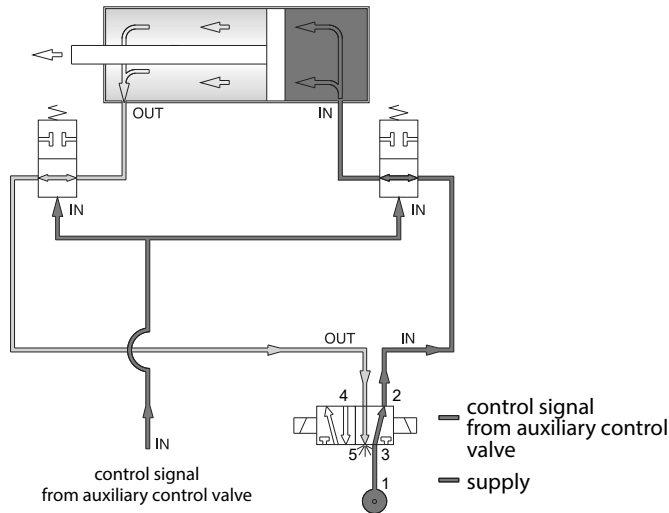 OUT
IN
IN
IN
OUT
IN
4
2
5
3
1
IN
control signal
from auxiliary control valve
control signal
from auxiliary control
valve
supply